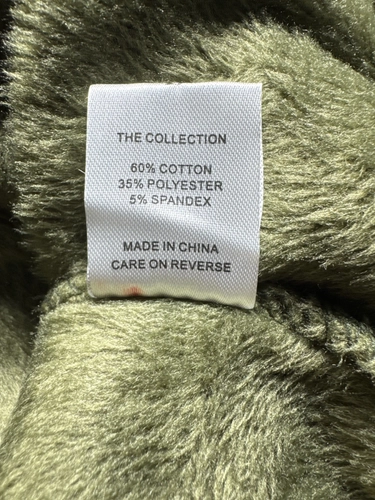 THE COLLECTION
60% COTTON
35% POLYESTER
5% SPANDEX
MADE IN CHINA
CARE ON REVERSE